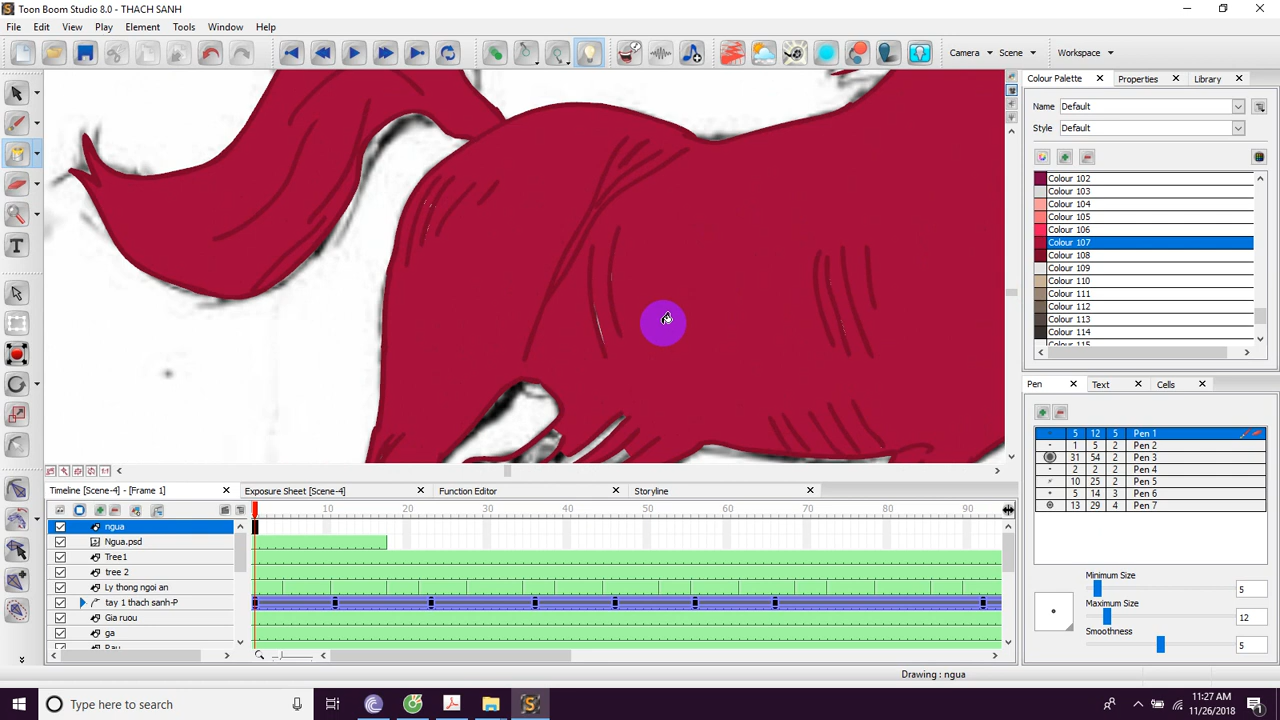 Toon Boom Studio 8.0 - THACH SANH
File Edit View Play Element Tools Window Help
Camera Scene Workspace
Colour Palette Properties Library
Name Default
Style Default
Colour 102
Colour 103
Colour 104
Colour 105
Colour 106
Colour 107
Colour 108
Colour 109
Colour 110
Colour 111
Colour 112
Colour 113
Colour 114
Pen Text Cells
5 12 5 Pen 1
1 5 2 Pen 2
31 54 2 Pen 3
2 2 2 Pen 4
10 25 2 Pen 5
5 14 3 Pen 6
13 29 4 Pen 7
Minimum Size 5
Maximum Size 12
Smoothness 5
Timeline [Scene-4] - [Frame 1] Exposure Sheet [Scene-4] Function Editor Storyline
10 20 30 40 50 60 70 80 90
ngua
Ngua.psd
Tree1
tree 2
Ly thong ngoi an
tay 1 thach sanh-P
Gia ruou
ga
Drawing : ngua
Type here to search
11:27 AM
11/26/2018